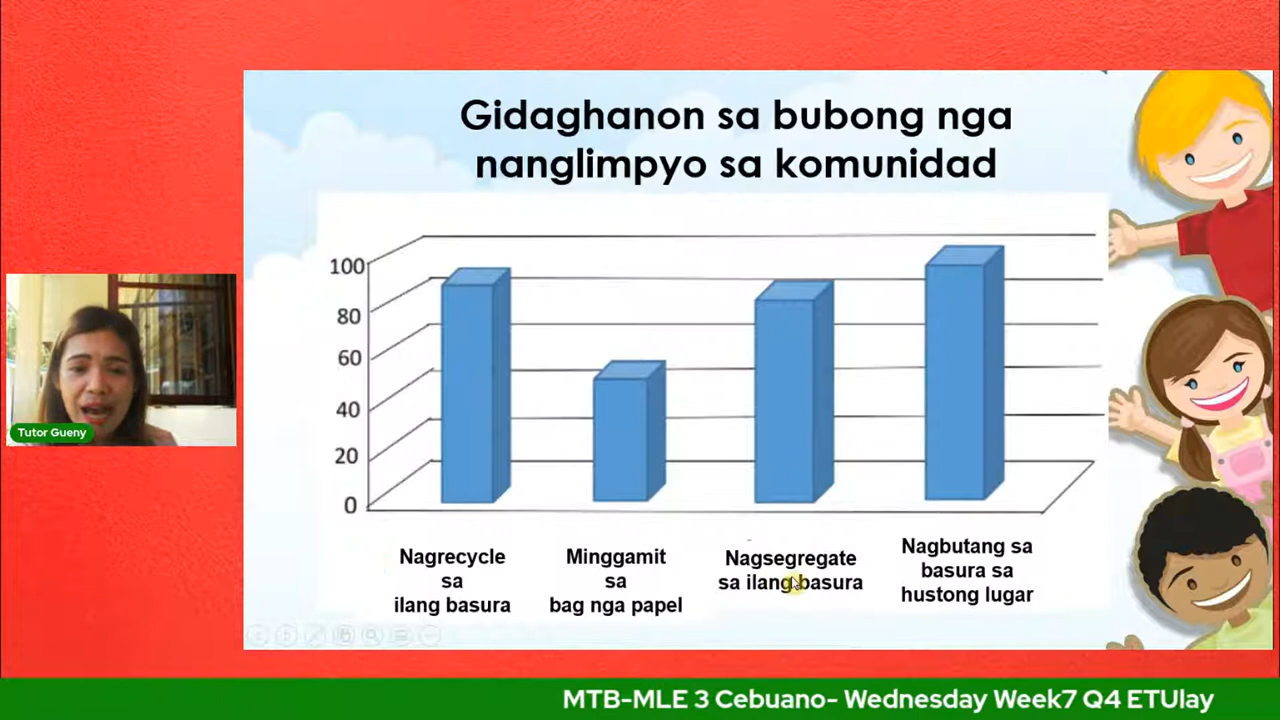 Gidaghanon sa bubong nga
nanglimpyo sa komunidad
100
80
60
40
20
0
Nagrecycle
sa
ilang basura
Minggamit
sa
bag nga papel
Nagsegregate
sa ilang basura
Nagbutang sa
basura sa
hustong lugar
Tutor Gueny
MTB-MLE 3 Cebuano- Wednesday Week7 Q4 ETUlay